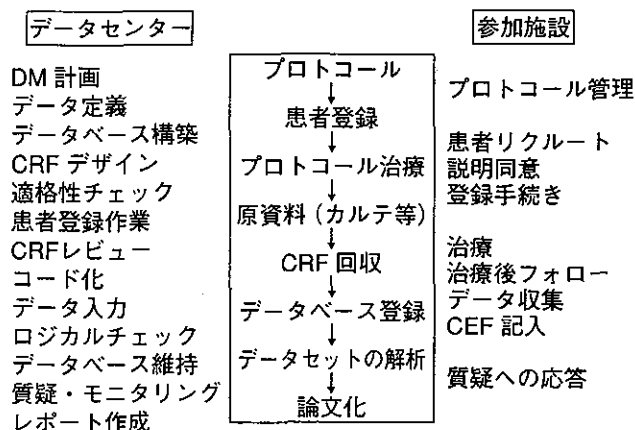 データセンター
DM 計画
データ定義
データベース構築
CRF デザイン
適格性チェック
患者登録作業
CRFレビュー
コード化
データ入力
ロジカルチェック
データベース維持
質疑・モニタリング
レポート作成
プロトコール
患者登録
プロトコール治療
原資料(カルテ等)
CRF 回収
データベース登録
データセットの解析
論文化
参加施設
プロトコール管理
患者リクルート
説明同意
登録手続き
治療
治療後フォロー
データ収集
CEF 記入
質疑への応答